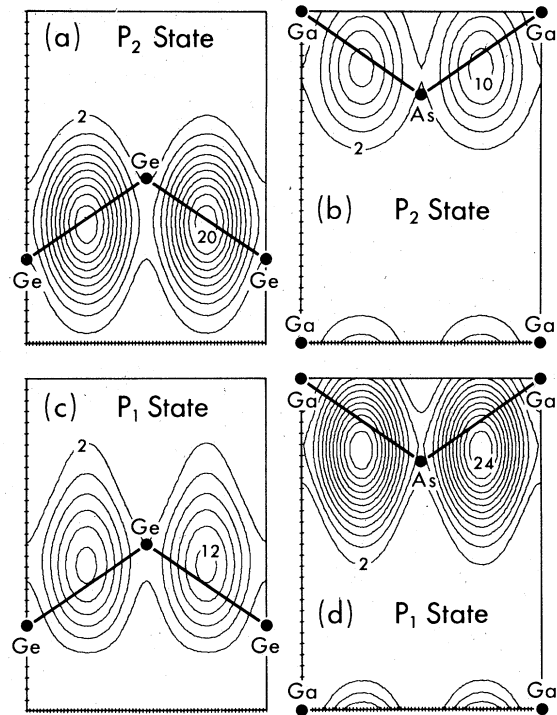 (a) P₂ State
2
Ge
20
Ge Ge
Ga Ga
10
As
2
(b) P₂ State
Ga Ga
(c) P₁ State
2
Ge
12
Ge Ge
Ga Ga
24
As
2
(d) P₁ State
Ga Ga